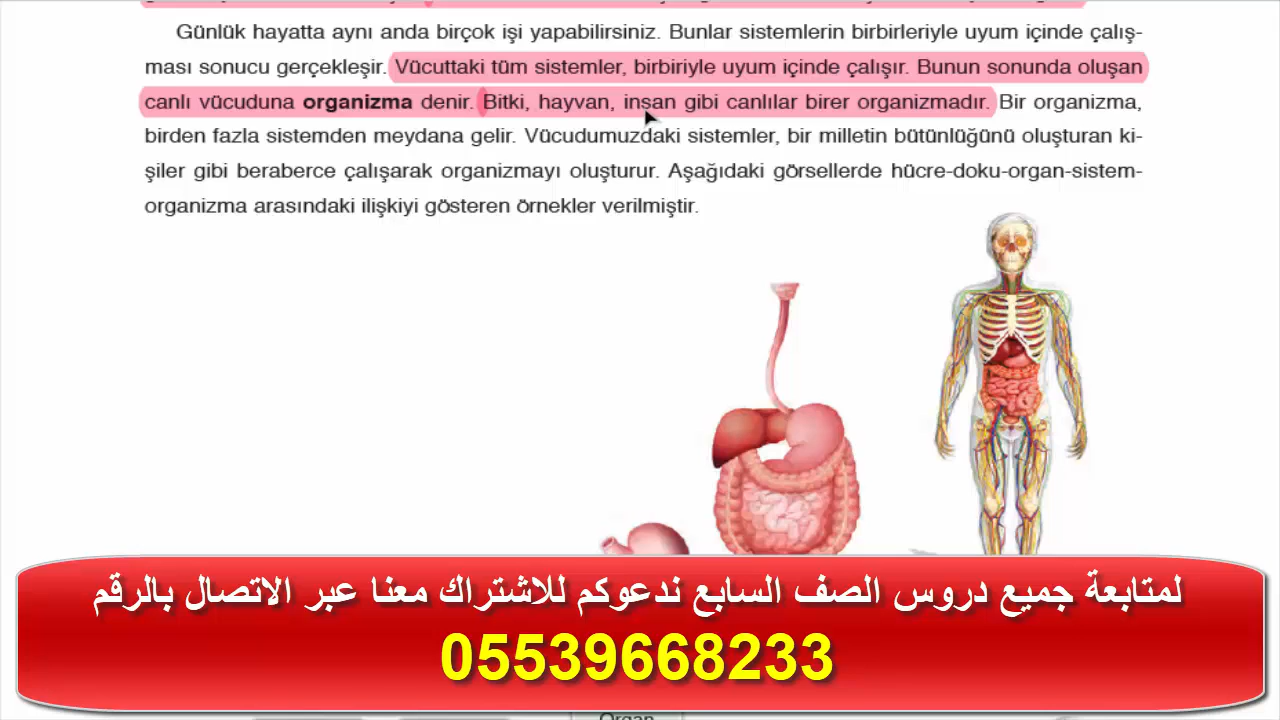 Günlük hayatta aynı anda birçok işi yapabilirsiniz. Bunlar sistemlerin birbirleriyle uyum içinde çalış-
ması sonucu gerçekleşir. Vücuttaki tüm sistemler, birbiriyle uyum içinde çalışır. Bunun sonunda oluşan
canlı vücuduna organizma denir. Bitki, hayvan, insan gibi canlılar birer organizmadır. Bir organizma,
birden fazla sistemden meydana gelir. Vücudumuzdaki sistemler, bir milletin bütünlüğünü oluşturan ki-
şiler gibi beraberce çalışarak organizmayı oluşturur. Aşağıdaki görsellerde hücre-doku-organ-sistem-
organizma arasındaki ilişkiyi gösteren örnekler verilmiştir.
لمتابعة جميع دروس الصف السابع ندعوكم للاشتراك معنا عبر الاتصال بالرقم
05539668233
Organ